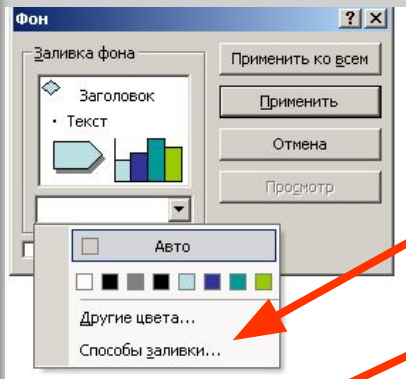 Фон
Заливка фона
Заголовок
• Текст
Применить ко всем
Применить
Отмена
Просмотр
Авто
Другие цвета...
Способы заливки...